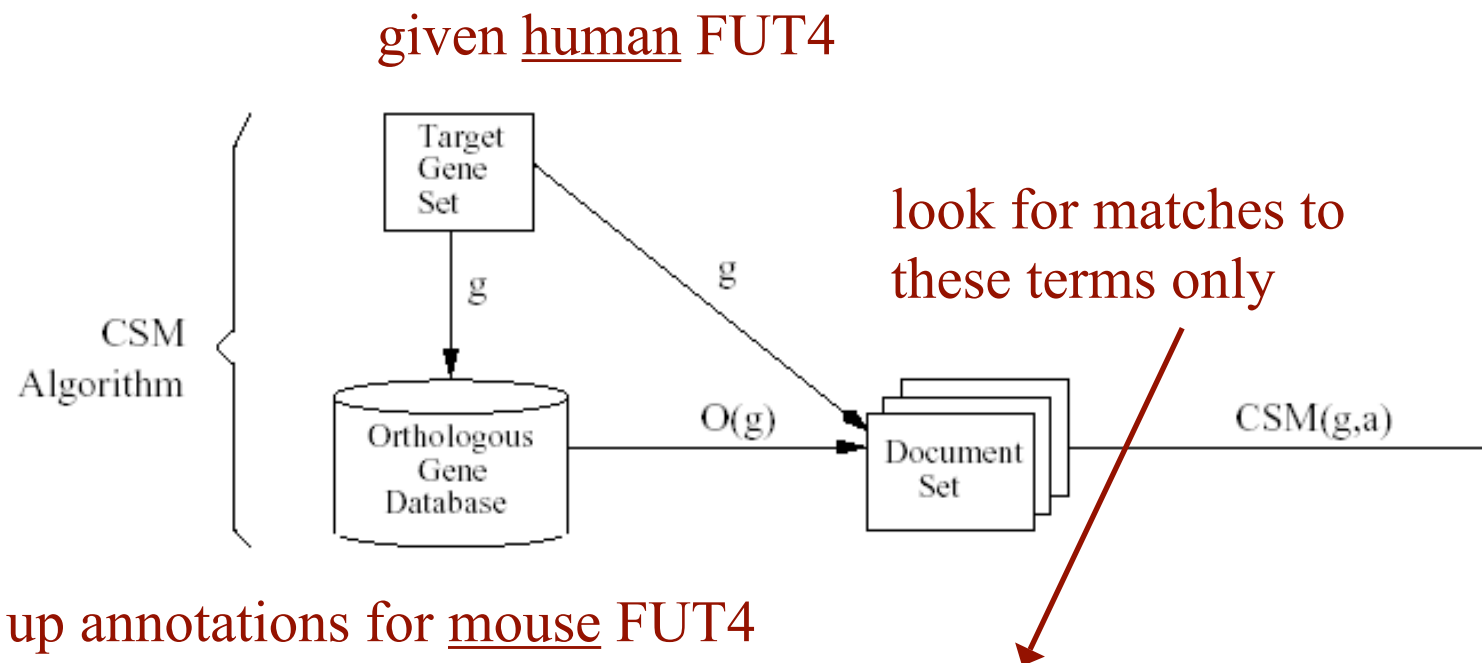 given human FUT4
Target
Gene
Set
look for matches to
these terms only
g
g
CSM
Algorithm
O(g)
CSM(g,a)
Orthologous
Gene
Database
Document
Set
up annotations for mouse FUT4